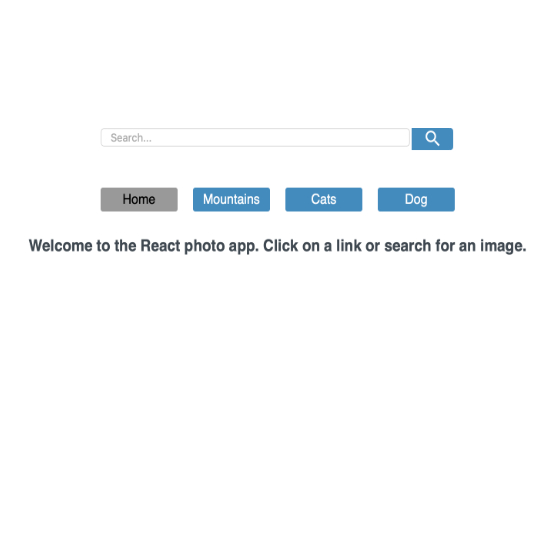 Search...
Home Mountains Cats Dog
Welcome to the React photo app. Click on a link or search for an image.